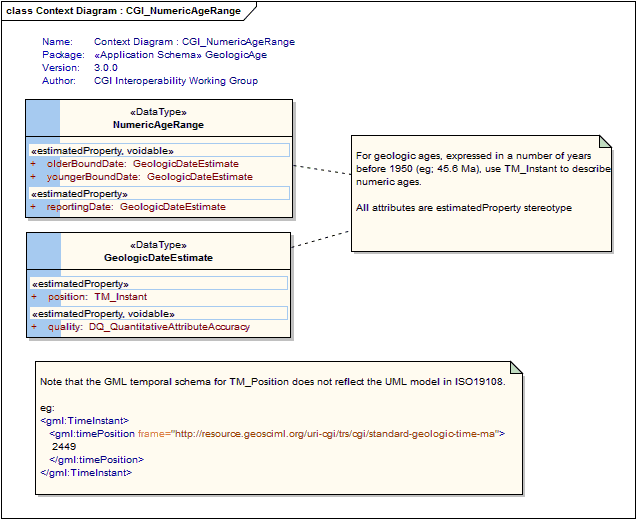 class Context Diagram : CGI_NumericAgeRange
Name: Context Diagram : CGI_NumericAgeRange
Package: «Application Schema» GeologicAge
Version: 3.0.0
Author: CGI Interoperability Working Group
«DataType»
NumericAgeRange
«estimatedProperty, voidable»
+ olderBoundDate: GeologicDateEstimate
+ youngerBoundDate: GeologicDateEstimate
«estimatedProperty»
+ reportingDate: GeologicDateEstimate
For geologic ages, expressed in a number of years
before 1950 (eg; 45.6 Ma), use TM_Instant to describe
numeric ages.
All attributes are estimatedProperty stereotype
«DataType»
GeologicDateEstimate
«estimatedProperty»
+ position: TM_Instant
«estimatedProperty, voidable»
+ quality: DQ_QuantitativeAttributeAccuracy
Note that the GML temporal schema for TM_Position does not reflect the UML model in ISO19108.
eg:
<gml:TimeInstant>
<gml:timePosition frame="http://resource.geosciml.org/uri-cgi/trs/cgi/standard-geologic-time-ma">
2449
</gml:timePosition>
</gml:TimeInstant>